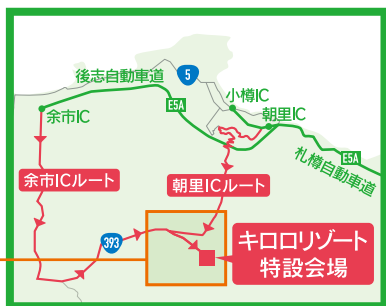 後志自動車道
5
小樽IC
E5A
余市IC
朝里IC
札樽自動車道
E5A
余市ICルート
朝里ICルート
393
キロロリゾート
特設会場